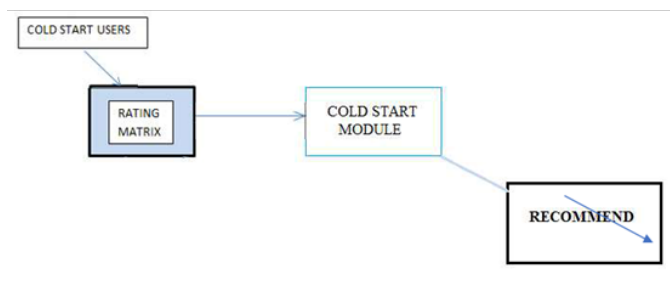 COLD START USERS
RATING
MATRIX
COLD START
MODULE
RECOMMEND